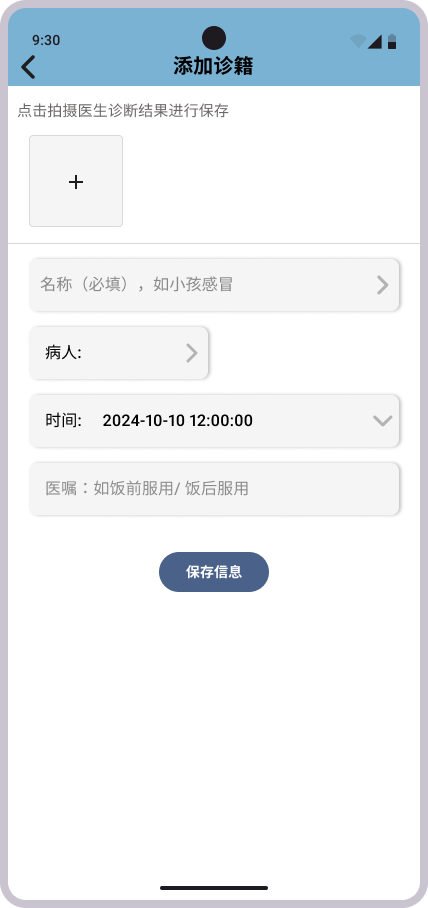 9:30
添加诊籍
点击拍摄医生诊断结果进行保存
+
名称（必填），如小孩感冒
病人:
时间: 2024-10-10 12:00:00
医嘱：如饭前服用/ 饭后服用
保存信息